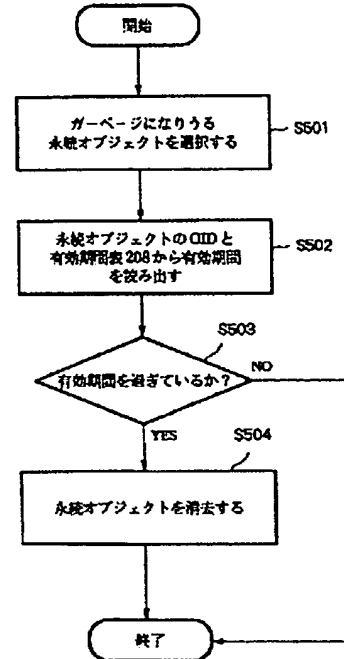 開始
ガーベージになりうる
永続オブジェクトを選択する
S501
永続オブジェクトのOIDと
有効期間表208から有効期間
を読み出す
S502
S503
有効期間を過ぎているか？
NO
YES
S504
永続オブジェクトを消去する
終了